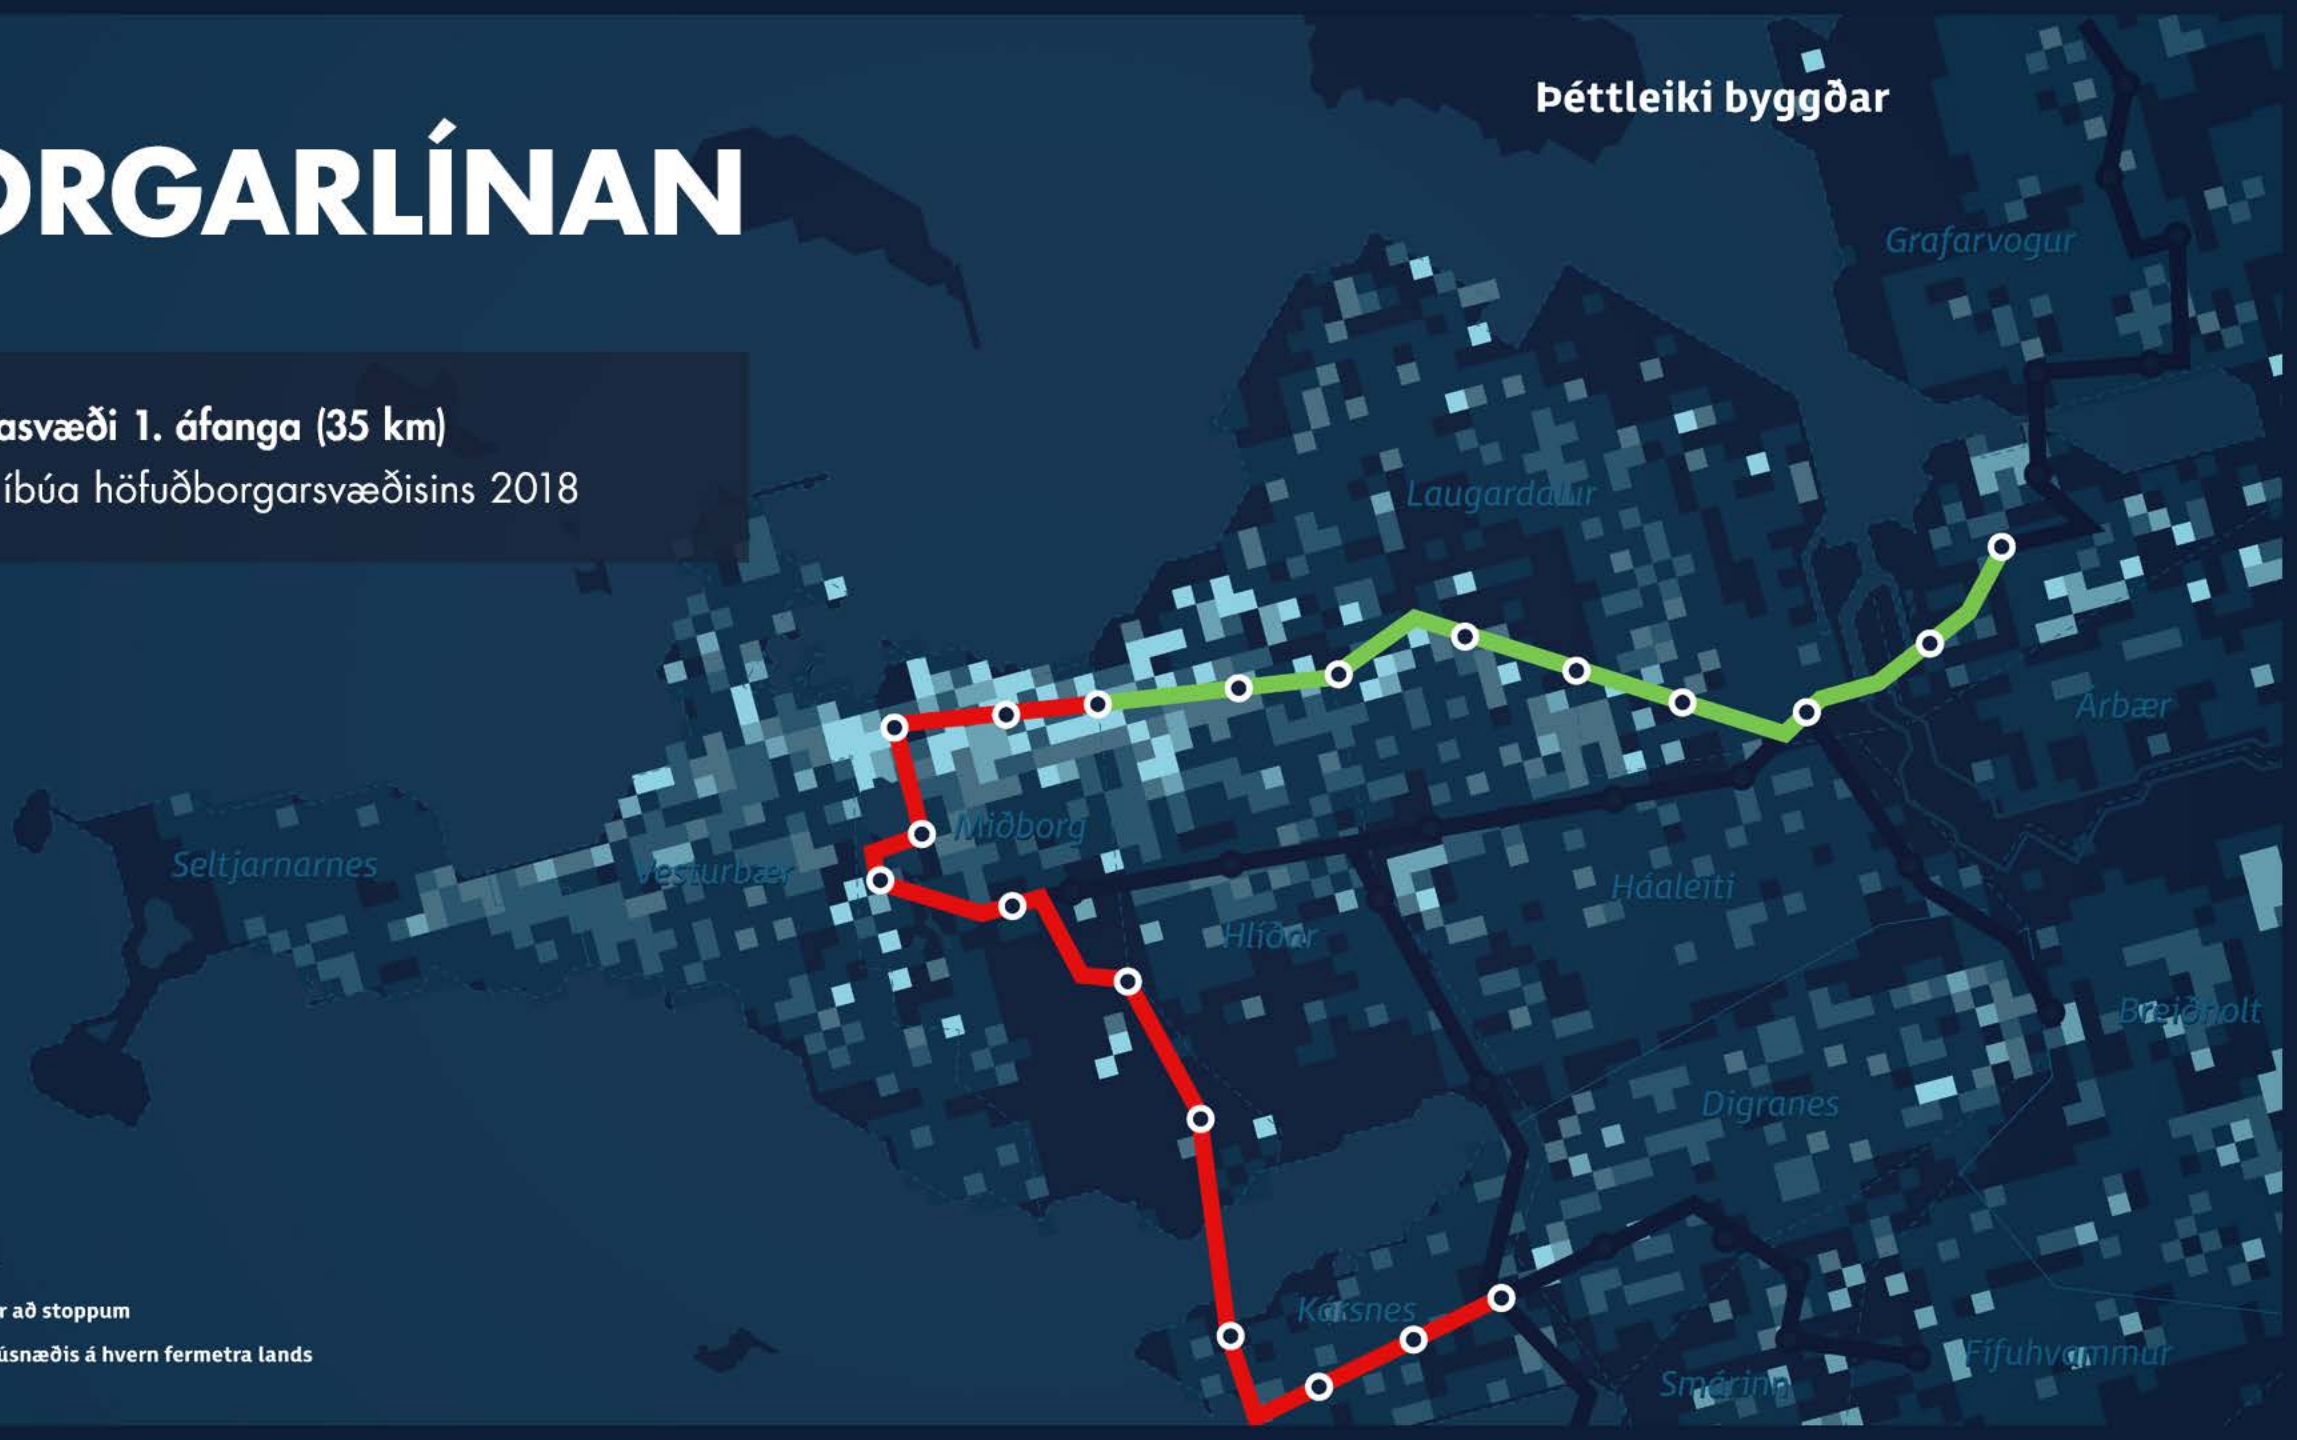 ORGARLÍNAN
asvæði 1. áfanga (35 km)
íbúa höfuðborgarsvæðisins 2018
Þéttleiki byggðar
Grafarvogur
Laugardalur
Árbær
Miðborg
Seltjarnarnes
Vesturbær
Háaleiti
Hlíðar
Breiðholt
Digranes
Kársnes
Fífuhvammur
Smárinn
r að stoppum
úsnæðis á hvern fermetra lands